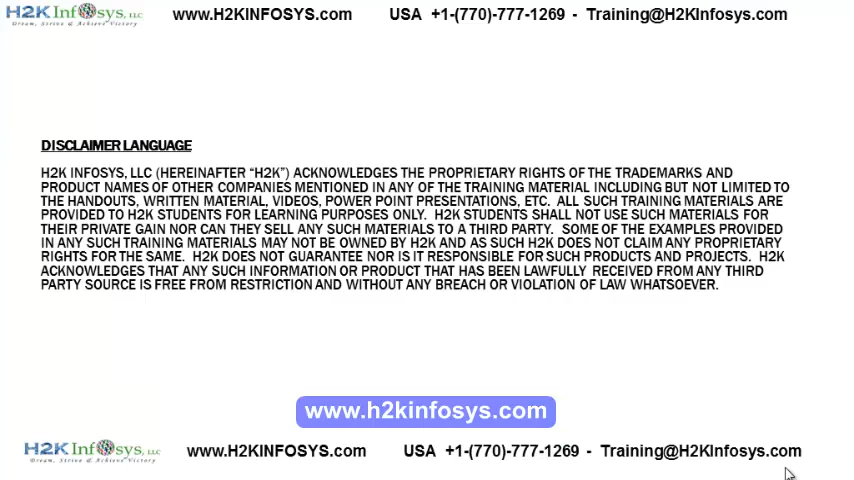 H2K InfoSys, LLC
Dream, Strive & Achieve Victory
www.H2KINFOSYS.com USA +1-(770)-777-1269 - Training@H2KInfosys.com
DISCLAIMER LANGUAGE
H2K INFOSYS, LLC (HEREINAFTER “H2K”) ACKNOWLEDGES THE PROPRIETARY RIGHTS OF THE TRADEMARKS AND
PRODUCT NAMES OF OTHER COMPANIES MENTIONED IN ANY OF THE TRAINING MATERIAL INCLUDING BUT NOT LIMITED TO
THE HANDOUTS, WRITTEN MATERIAL, VIDEOS, POWER POINT PRESENTATIONS, ETC. ALL SUCH TRAINING MATERIALS ARE
PROVIDED TO H2K STUDENTS FOR LEARNING PURPOSES ONLY. H2K STUDENTS SHALL NOT USE SUCH MATERIALS FOR
THEIR PRIVATE GAIN NOR CAN THEY SELL ANY SUCH MATERIALS TO A THIRD PARTY. SOME OF THE EXAMPLES PROVIDED
IN ANY SUCH TRAINING MATERIALS MAY NOT BE OWNED BY H2K AND AS SUCH H2K DOES NOT CLAIM ANY PROPRIETARY
RIGHTS FOR THE SAME. H2K DOES NOT GUARANTEE NOR IS IT RESPONSIBLE FOR SUCH PRODUCTS AND PROJECTS. H2K
ACKNOWLEDGES THAT ANY SUCH INFORMATION OR PRODUCT THAT HAS BEEN LAWFULLY RECEIVED FROM ANY THIRD
PARTY SOURCE IS FREE FROM RESTRICTION AND WITHOUT ANY BREACH OR VIOLATION OF LAW WHATSOEVER.
www.h2kinfosys.com
H2K InfoSys, LLC
Dream, Strive & Achieve Victory
www.H2KINFOSYS.com USA +1-(770)-777-1269 - Training@H2KInfosys.com